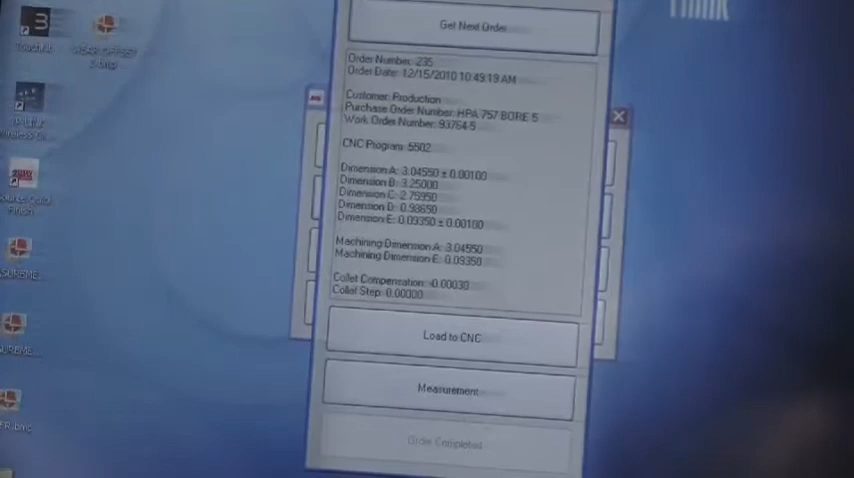 Think
Get Next Order
Order Number: 235
Order Date: 12/15/2010 10:49:19 AM
Customer: Production
Purchase Order Number: HPA 757 BORE 5
Work Order Number: 93764-5
CNC Program: 5502
Dimension A: 3.04550 ± 0.00100
Dimension B: 3.25000
Dimension C: 2.75950
Dimension D: 0.98650
Dimension E: 0.09350 ± 0.00100
Machining Dimension A: 3.04550
Machining Dimension E: 0.09350
Collet Compensation: -0.00030
Collet Step: 0.00000
Load to CNC
Measurement
Order Completed